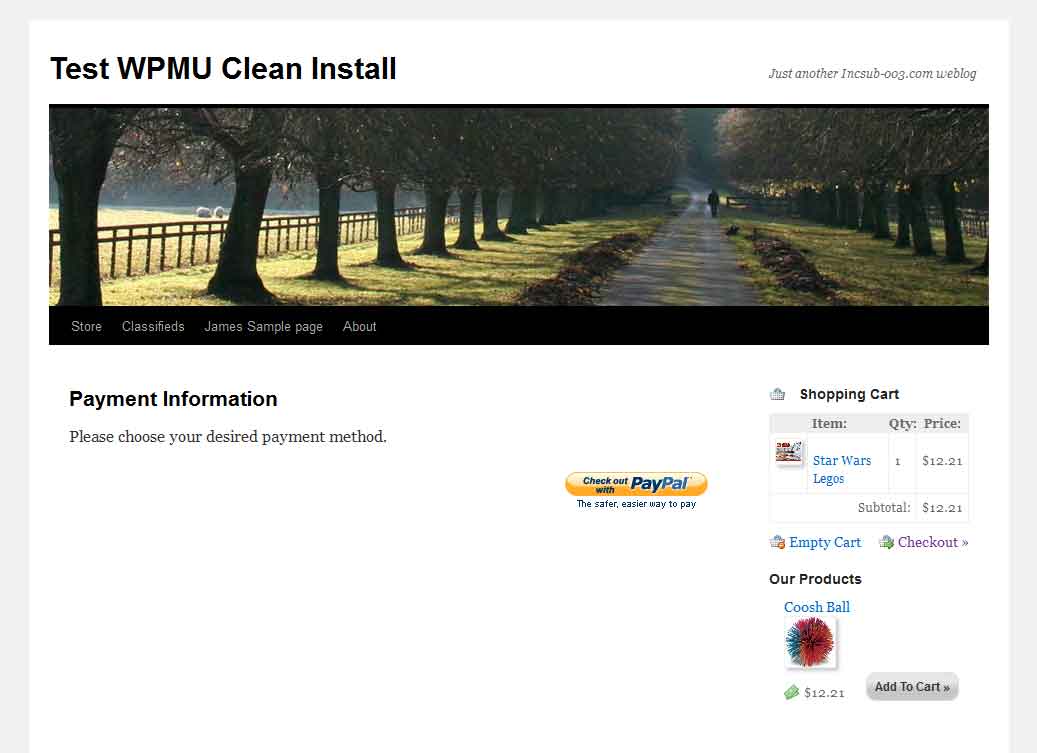 Test WPMU Clean Install
Just another Incsub-003.com weblog
Store Classifieds James Sample page About
Payment Information
Please choose your desired payment method.
Check out
with PayPal
The safer, easier way to pay
Shopping Cart
Item: Qty: Price:
Star Wars
Legos
1 $12.21
Subtotal: $12.21
Empty Cart Checkout »
Our Products
Coosh Ball
$12.21 Add To Cart »